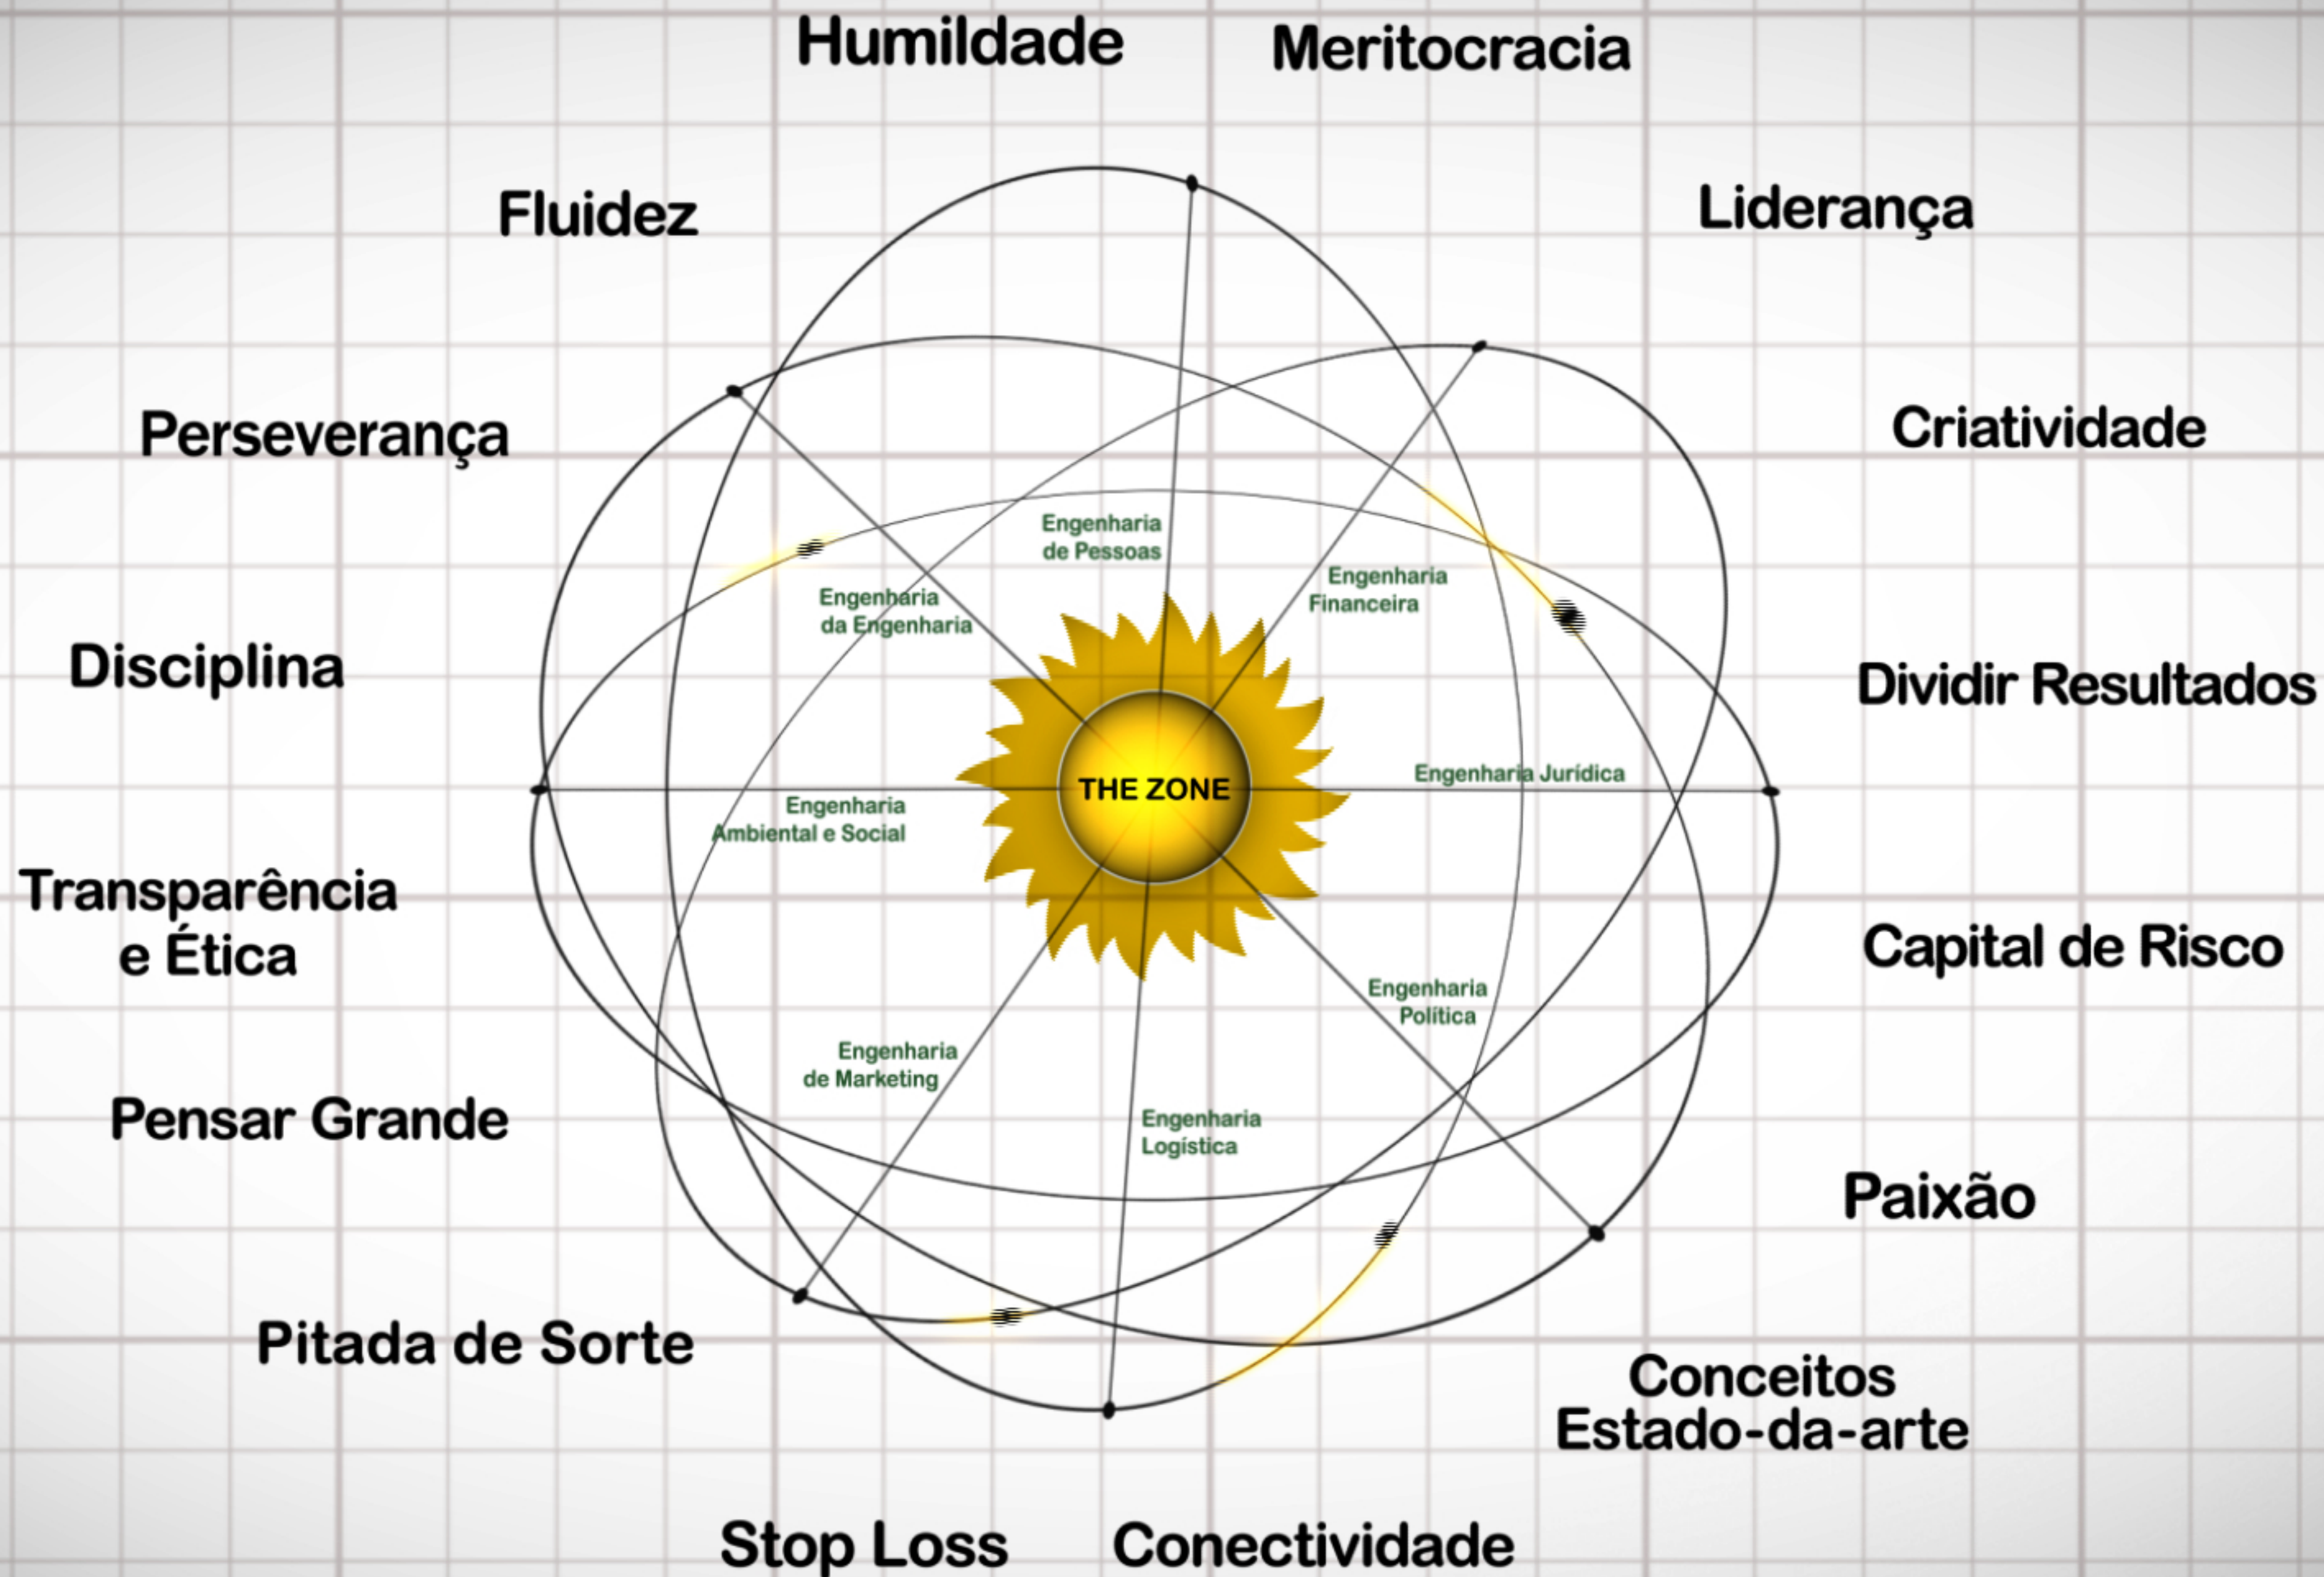 Humildade
Meritocracia
Fluidez
Liderança
Perseverança
Criatividade
Engenharia
de Pessoas
Engenharia
Financeira
Engenharia
da Engenharia
Disciplina
Dividir Resultados
THE ZONE
Engenharia Jurídica
Engenharia
Ambiental e Social
Transparência
e Ética
Capital de Risco
Engenharia
Política
Engenharia
de Marketing
Engenharia
Logística
Pensar Grande
Paixão
Pitada de Sorte
Conceitos
Estado-da-arte
Stop Loss
Conectividade